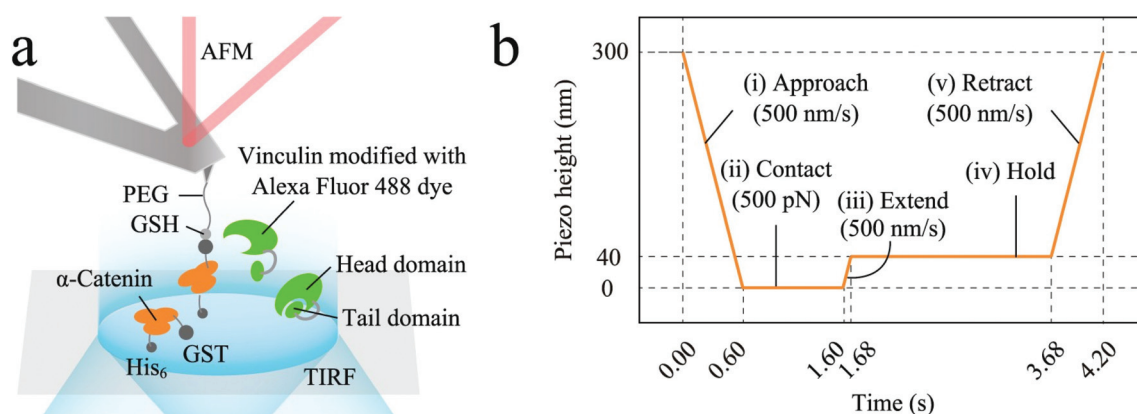 a
AFM
Vinculin modified with
Alexa Fluor 488 dye
PEG
GSH
α-Catenin
Head domain
Tail domain
GST
His₆
TIRF
b
Piezo height (nm)
300
40
0
(i) Approach
(500 nm/s)
(ii) Contact
(500 pN)
(iii) Extend
(500 nm/s)
(iv) Hold
(v) Retract
(500 nm/s)
0.00
0.60
1.60
1.68
3.68
4.20
Time (s)